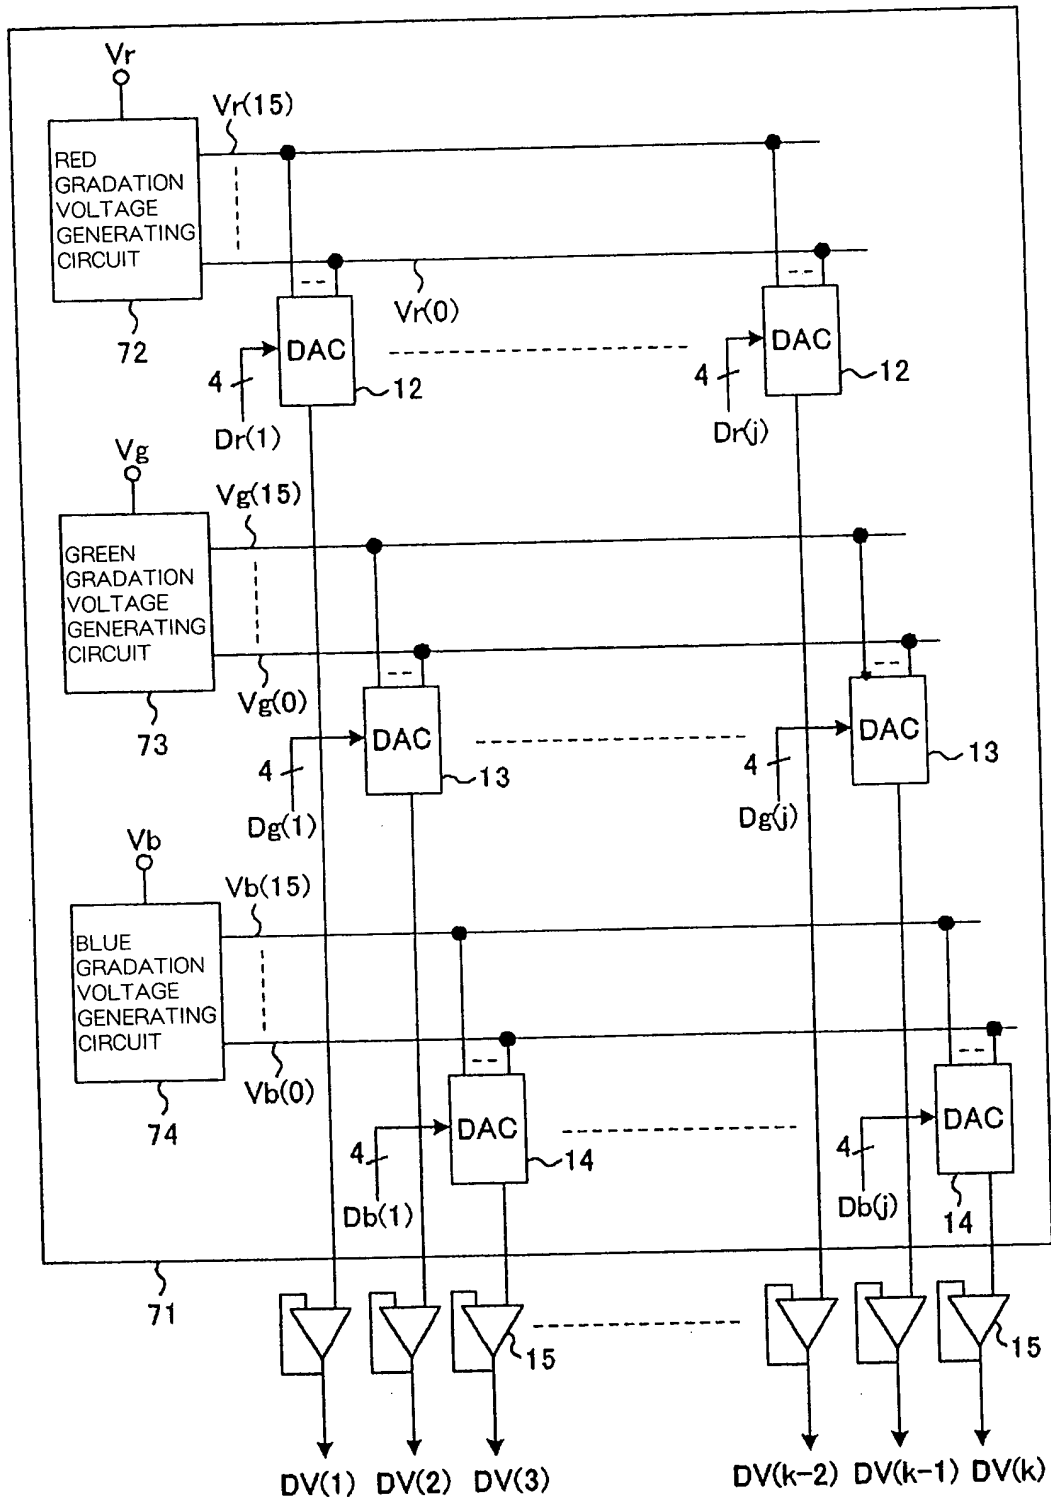 Vr
Vr(15)
RED
GRADATION
VOLTAGE
GENERATING
CIRCUIT
72
Vr(0)
DAC
12
4
Dr(1)
DAC
12
4
Dr(j)
Vg
Vg(15)
GREEN
GRADATION
VOLTAGE
GENERATING
CIRCUIT
73
Vg(0)
DAC
13
4
Dg(1)
DAC
13
4
Dg(j)
Vb
Vb(15)
BLUE
GRADATION
VOLTAGE
GENERATING
CIRCUIT
74
Vb(0)
DAC
14
4
Db(1)
DAC
14
4
Db(j)
71
15
15
DV(1) DV(2) DV(3) DV(k-2) DV(k-1) DV(k)